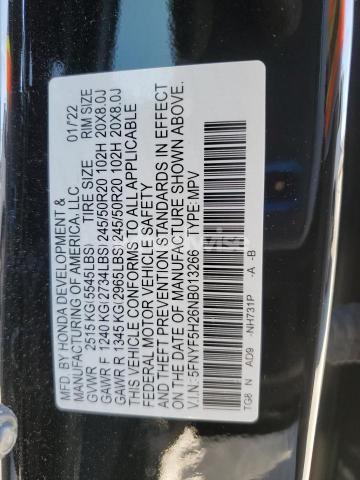 MFD. BY HONDA DEVELOPMENT &
MANUFACTURING OF AMERICA, LLC 01/22
GVWR 2515 KG(5545LBS) TIRE SIZE RIM SIZE
GAWR F 1240 KG(2734LBS)245/50R20 102H 20X8.0J
GAWR R 1345 KG(2965LBS)245/50R20 102H 20X8.0J
THIS VEHICLE CONFORMS TO ALL APPLICABLE
FEDERAL MOTOR VEHICLE SAFETY
AND THEFT PREVENTION STANDARDS IN EFFECT
ON THE DATE OF MANUFACTURE SHOWN ABOVE.
V.I.N.: 5FNYF5H26NB013266 TYPE: MPV
TG8 N AD9 -NH731P -A -B